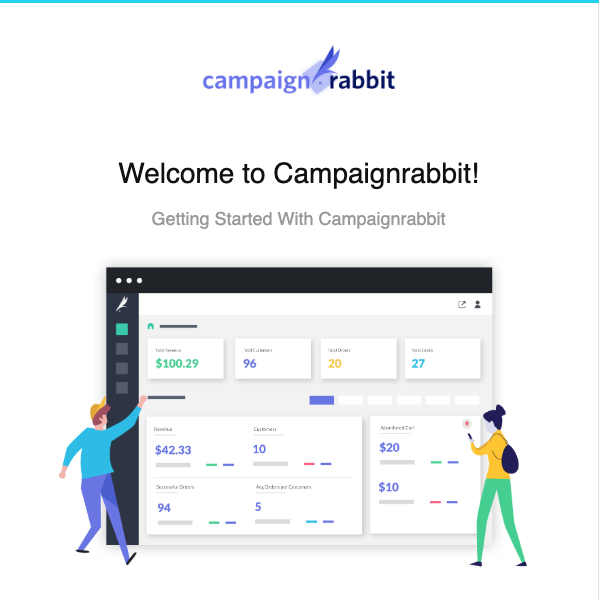 campaignrabbit
Welcome to Campaignrabbit!
Getting Started With Campaignrabbit
Total Revenue
$100.29
Total Customers
96
Total Orders
20
Total Leads
27
Revenue
$42.33
Customers
10
Successful Orders
94
Avg.Orders per Customers
5
Abandoned Cart
$20
$10